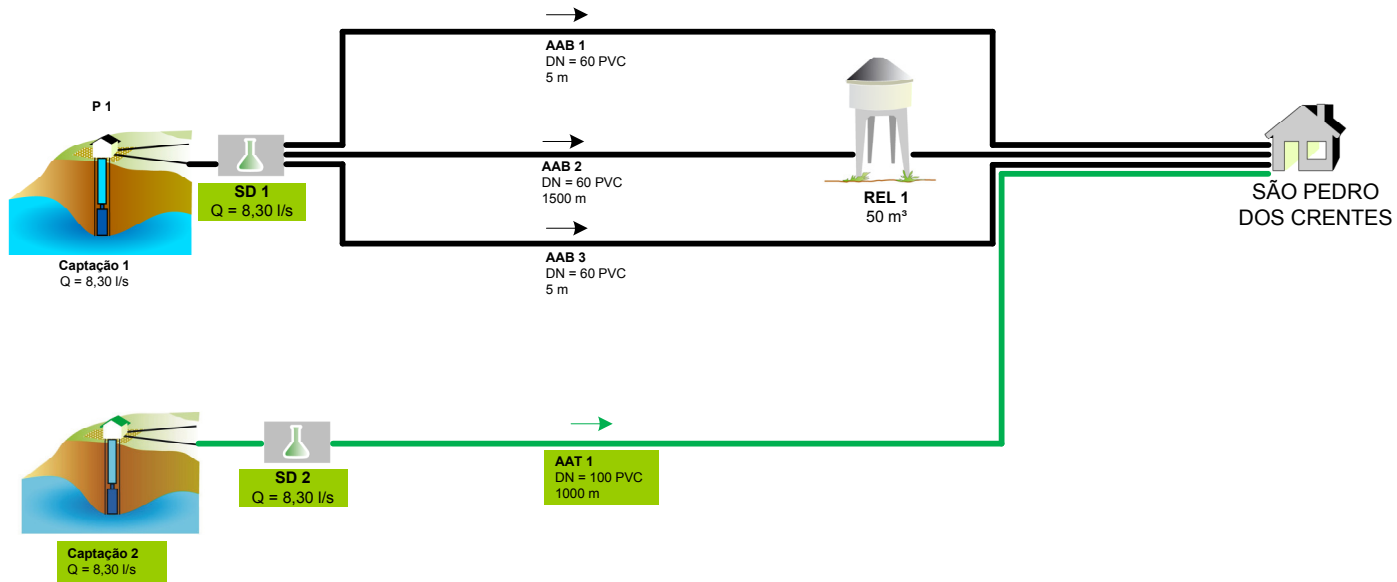 AAB 1
DN = 60 PVC
5 m
P 1
SD 1
Q = 8,30 l/s
Captação 1
Q = 8,30 l/s
AAB 2
DN = 60 PVC
1500 m
REL 1
50 m³
SÃO PEDRO
DOS CRENTES
AAB 3
DN = 60 PVC
5 m
SD 2
Q = 8,30 l/s
AAT 1
DN = 100 PVC
1000 m
Captação 2
Q = 8,30 l/s